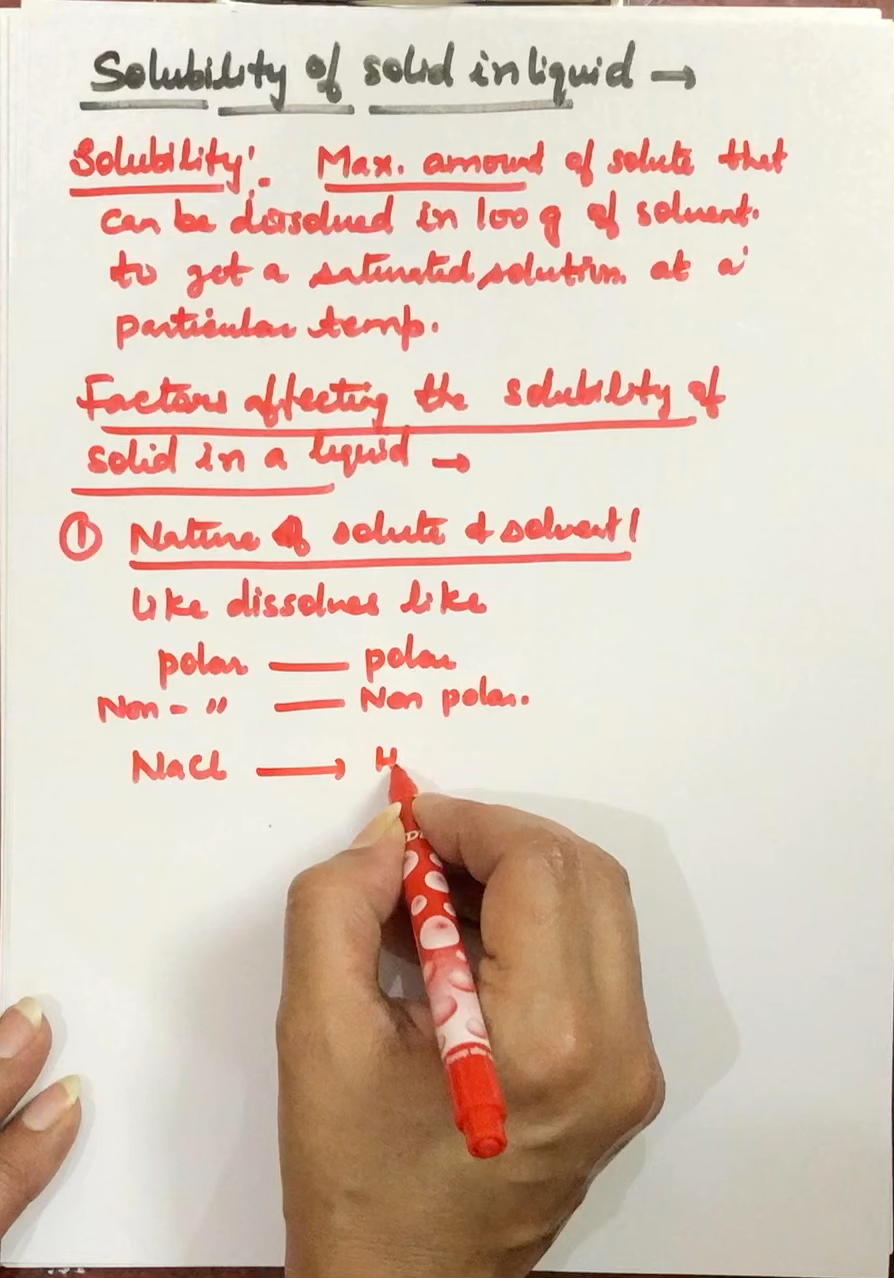 Solubility of solid in liquid →
Solubility:- Max. amount of solute that
can be dissolved in 100 g of solvent.
to get a saturated solution. at a
particular temp.
Factors affecting the solubility of
solid in a liquid →
① Nature of solute & solvent!
Like dissolves like
polar — polar
Non - " — Non polar.
NaCl → H